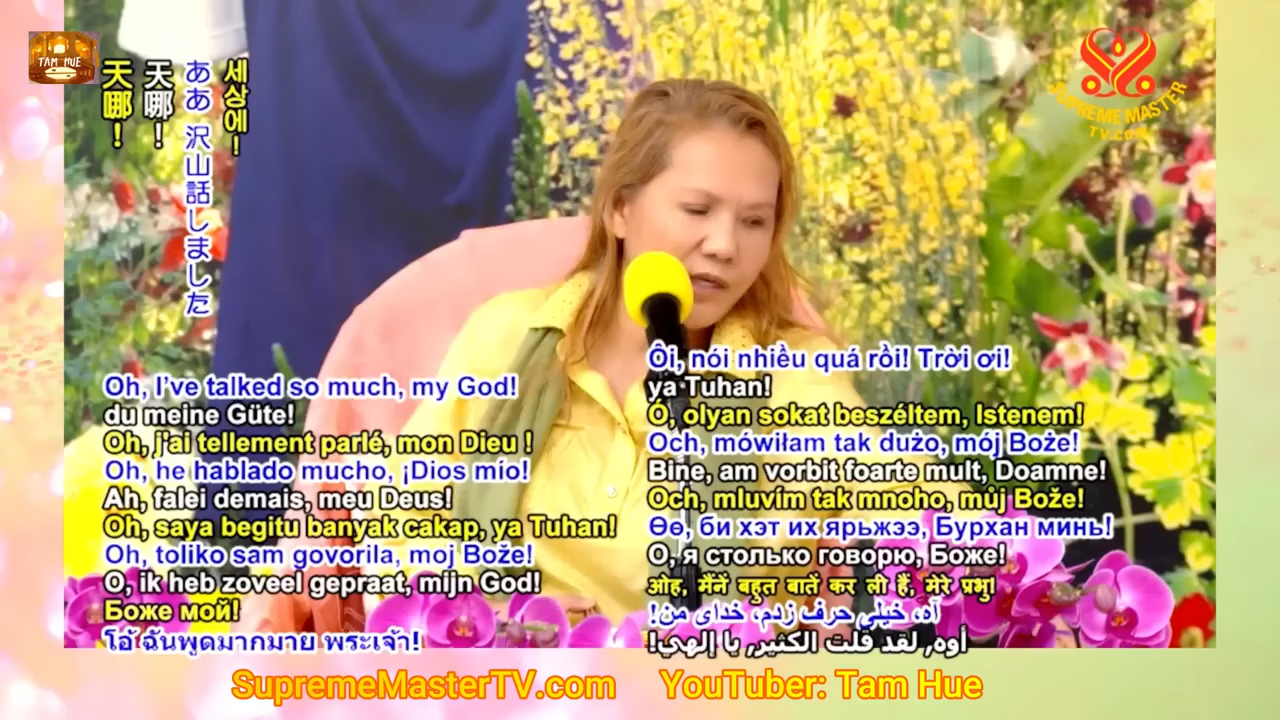 TAM HUE
SUPREME MASTER
TV.com
天哪！
天哪！
ああ 沢山話しました
세상에！
Oh, I’ve talked so much, my God!
du meine Güte!
Oh, j'ai tellement parlé, mon Dieu !
Oh, he hablado mucho, ¡Dios mío!
Ah, falei demais, meu Deus!
Oh, saya begitu banyak cakap, ya Tuhan!
Oh, toliko sam govorila, moj Bože!
O, ik heb zoveel gepraat, mijn God!
Боже мой!
โอ้ ฉันพูดมากมาย พระเจ้า!
Ôi, nói nhiều quá rồi! Trời ơi!
ya Tuhan!
Ó, olyan sokat beszéltem, Istenem!
Och, mówiłam tak dużo, mój Boże!
Bine, am vorbit foarte mult, Doamne!
Och, mluvím tak mnoho, můj Bože!
Өө, би хэт их ярьжээ, Бурхан минь!
О, я столько говорю, Боже!
ओह, मैंनें बहुत बातें कर ली हैं, मेरे प्रभु!
آه، خیلی حرف زدم، خدای من!
أوه, لقد قلت الكثير, يا إلهي!
SupremeMasterTV.com YouTuber: Tam Hue